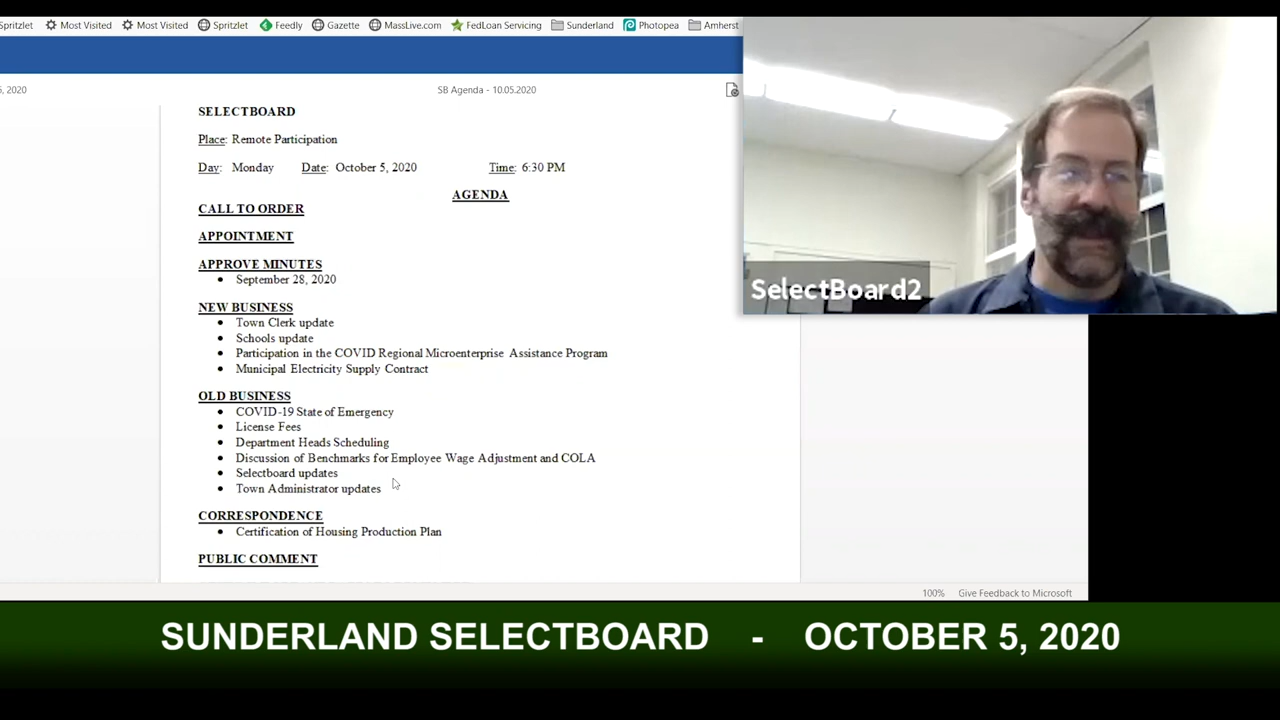 Spritzlet Most Visited Most Visited Spritzlet Feedly Gazette MassLive.com FedLoan Servicing Sunderland Photopea Amherst
5, 2020 SB Agenda - 10.05.2020
SELECTBOARD
Place: Remote Participation
Day: Monday Date: October 5, 2020 Time: 6:30 PM
AGENDA
CALL TO ORDER
APPOINTMENT
APPROVE MINUTES
• September 28, 2020
NEW BUSINESS
• Town Clerk update
• Schools update
• Participation in the COVID Regional Microenterprise Assistance Program
• Municipal Electricity Supply Contract
OLD BUSINESS
• COVID-19 State of Emergency
• License Fees
• Department Heads Scheduling
• Discussion of Benchmarks for Employee Wage Adjustment and COLA
• Selectboard updates
• Town Administrator updates
CORRESPONDENCE
• Certification of Housing Production Plan
PUBLIC COMMENT
SelectBoard2
100% Give Feedback to Microsoft
SUNDERLAND SELECTBOARD - OCTOBER 5, 2020